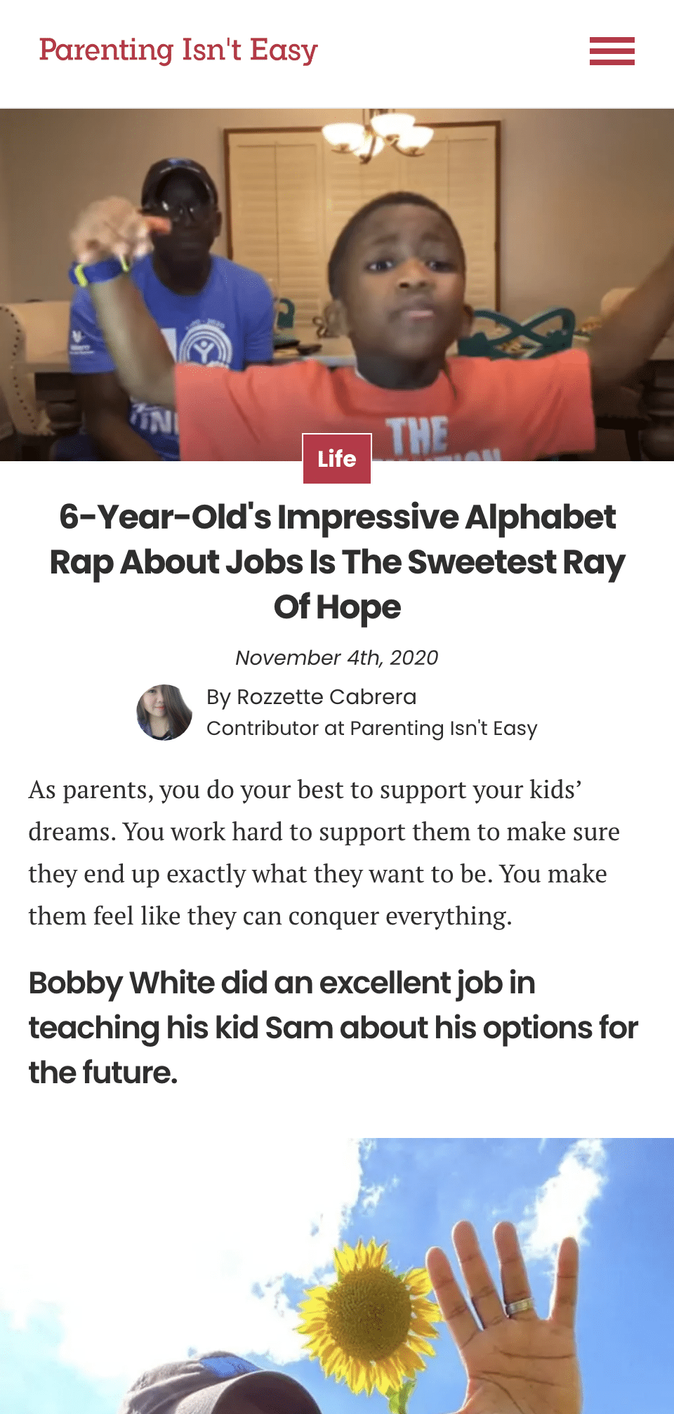 Parenting Isn't Easy
THE
Life
6-Year-Old's Impressive Alphabet
Rap About Jobs Is The Sweetest Ray
Of Hope
November 4th, 2020
By Rozzette Cabrera
Contributor at Parenting Isn't Easy
As parents, you do your best to support your kids’
dreams. You work hard to support them to make sure
they end up exactly what they want to be. You make
them feel like they can conquer everything.
Bobby White did an excellent job in
teaching his kid Sam about his options for
the future.